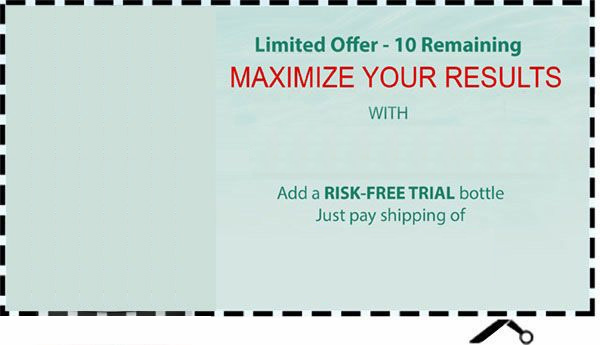 Limited Offer - 10 Remaining
MAXIMIZE YOUR RESULTS
WITH
Add a RISK-FREE TRIAL bottle
Just pay shipping of